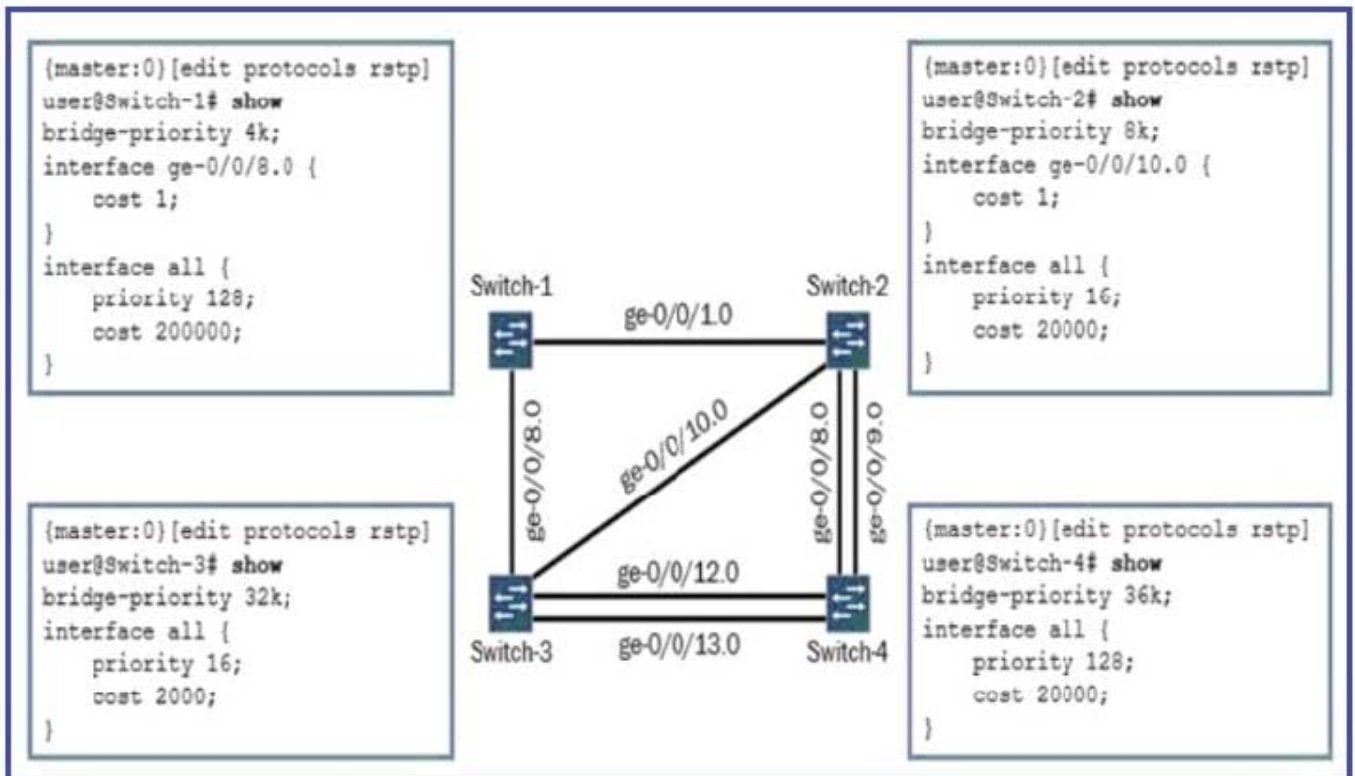 {master:0}[edit protocols rstp]
user@Switch-1# show
bridge-priority 4k;
interface ge-0/0/8.0 {
    cost 1;
}
interface all {
    priority 128;
    cost 200000;
}
{master:0}[edit protocols rstp]
user@Switch-2# show
bridge-priority 8k;
interface ge-0/0/10.0 {
    cost 1;
}
interface all {
    priority 16;
    cost 20000;
}
Switch-1
Switch-2
ge-0/0/1.0
ge-0/0/8.0
ge-0/0/10.0
ge-0/0/8.0
ge-0/0/9.0
ge-0/0/12.0
ge-0/0/13.0
Switch-3
Switch-4
{master:0}[edit protocols rstp]
user@Switch-3# show
bridge-priority 32k;
interface all {
    priority 16;
    cost 2000;
}
{master:0}[edit protocols rstp]
user@Switch-4# show
bridge-priority 36k;
interface all {
    priority 128;
    cost 20000;
}